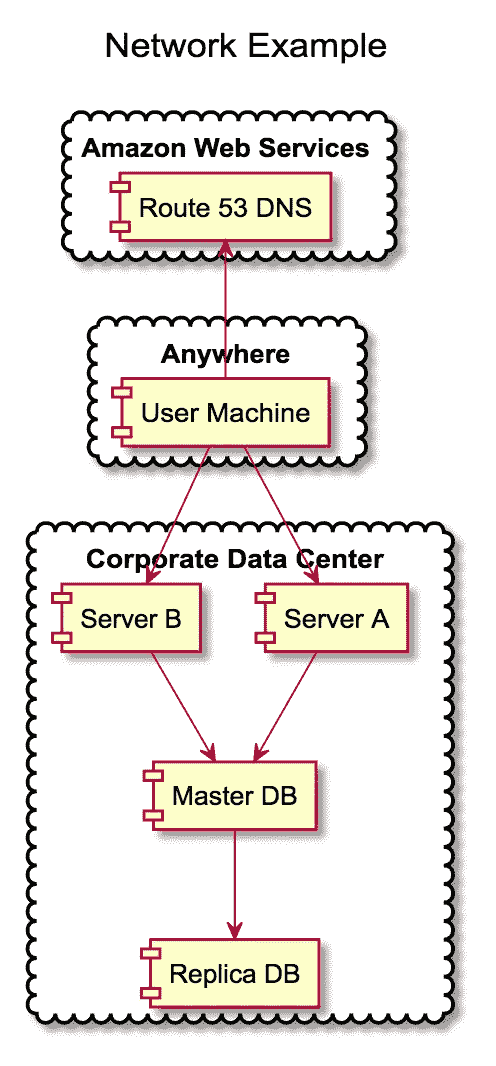 Network Example
Amazon Web Services
Route 53 DNS
Anywhere
User Machine
Corporate Data Center
Server B
Server A
Master DB
Replica DB